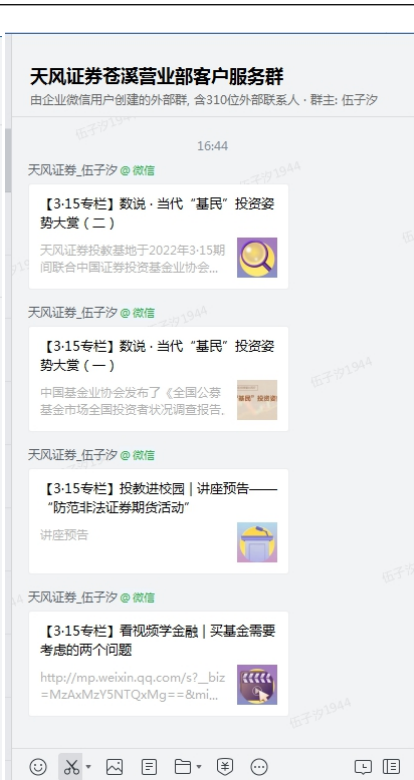 天风证券苍溪营业部客户服务群
由企业微信用户创建的外部群, 含310位外部联系人 · 群主: 伍子汐
16:44
天风证券_伍子汐@微信
【3·15专栏】数说 · 当代“基民”投资姿
势大赏（二）
天风证券投教基地于2022年3·15期
间联合中国证券投资基金业协会...
天风证券_伍子汐@微信
【3·15专栏】数说 · 当代“基民”投资姿
势大赏（一）
中国基金业协会发布了《全国公募
基金市场全国投资者状况调查报告.
天风证券_伍子汐@微信
【3·15专栏】投教进校园 | 讲座预告——
“防范非法证券期货活动”
讲座预告
天风证券_伍子汐@微信
【3·15专栏】看视频学金融 | 买基金需要
考虑的两个问题
http://mp.weixin.qq.com/s?__biz
=MzAxMzY5NTQxMg==&mi...
伍子汐1944